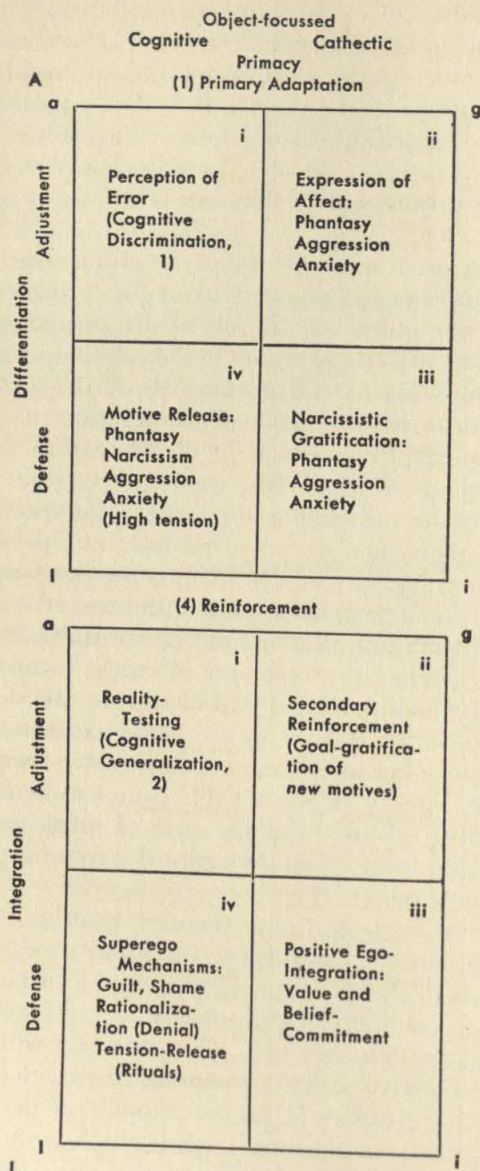 Object-focussed
Cognitive Cathectic
Primacy
(1) Primary Adaptation
A
a g
Differentiation
Adjustment
i
Perception of
Error
(Cognitive
Discrimination,
1)
ii
Expression of
Affect:
Phantasy
Aggression
Anxiety
Defense
iv
Motive Release:
Phantasy
Narcissism
Aggression
Anxiety
(High tension)
iii
Narcissistic
Gratification:
Phantasy
Aggression
Anxiety
l i
(4) Reinforcement
a g
Integration
Adjustment
i
Reality-
Testing
(Cognitive
Generalization,
2)
ii
Secondary
Reinforcement
(Goal-gratifica-
tion of
new motives)
Defense
iv
Superego
Mechanisms:
Guilt, Shame
Rationaliza-
tion (Denial)
Tension-Release
(Rituals)
iii
Positive Ego-
Integration:
Value and
Belief-
Commitment
l i
I